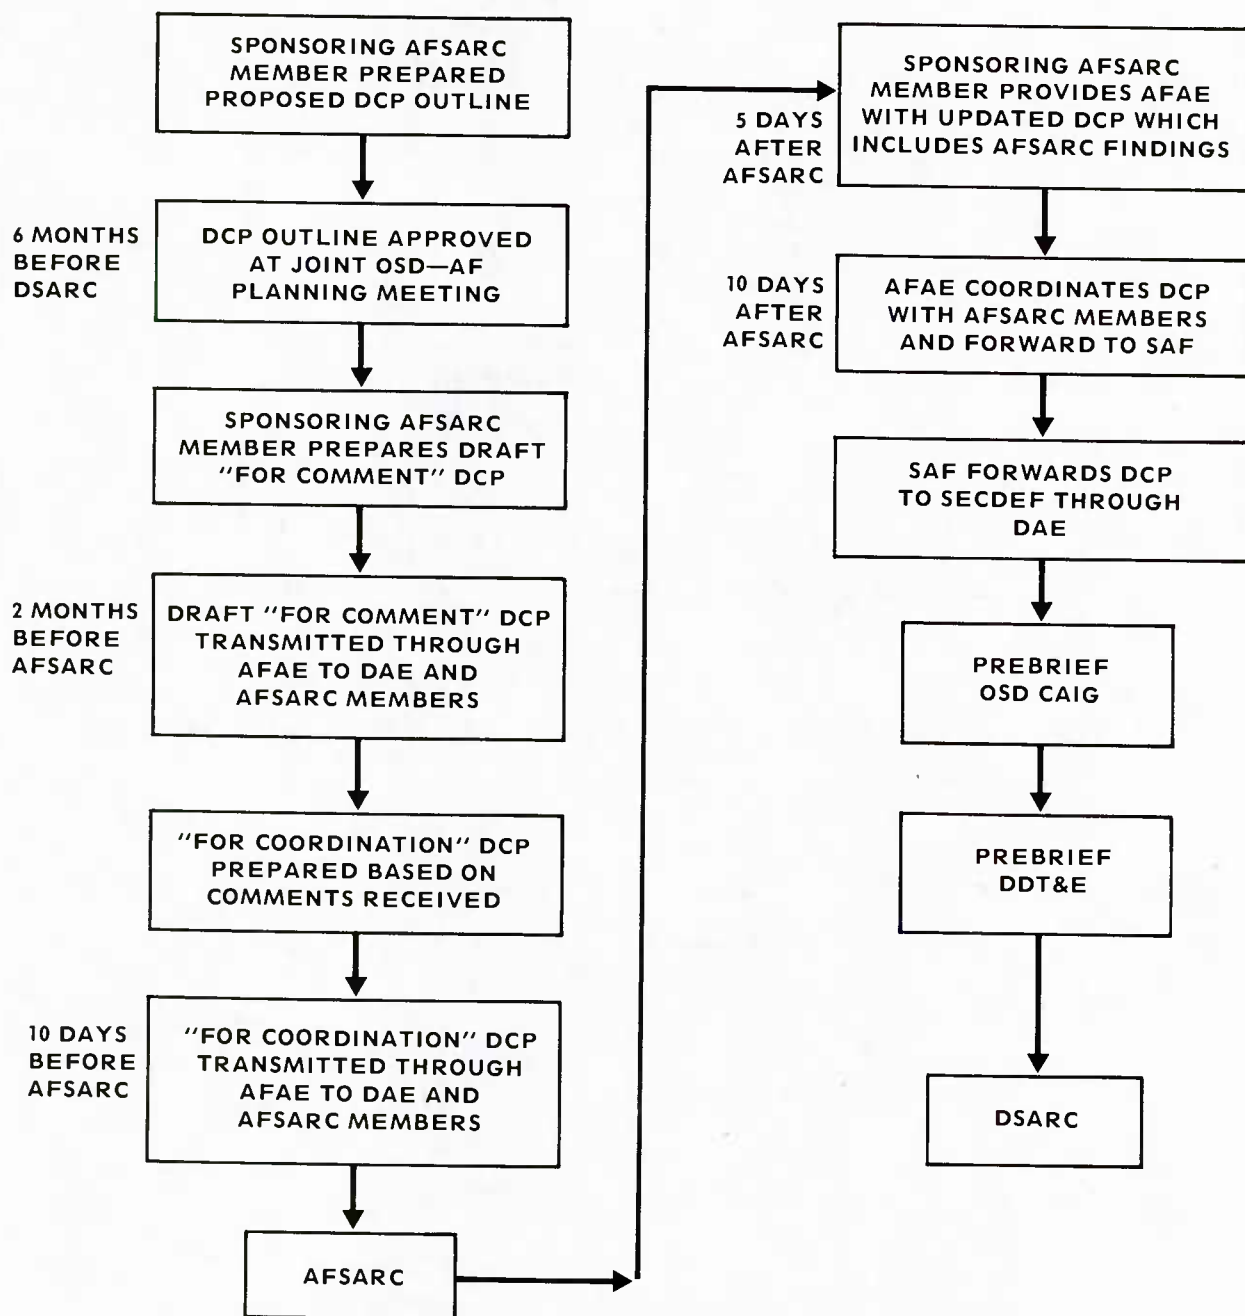 SPONSORING AFSARC
MEMBER PREPARED
PROPOSED DCP OUTLINE
6 MONTHS
BEFORE
DSARC
DCP OUTLINE APPROVED
AT JOINT OSD—AF
PLANNING MEETING
SPONSORING AFSARC
MEMBER PREPARES DRAFT
"FOR COMMENT" DCP
2 MONTHS
BEFORE
AFSARC
DRAFT "FOR COMMENT" DCP
TRANSMITTED THROUGH
AFAE TO DAE AND
AFSARC MEMBERS
"FOR COORDINATION" DCP
PREPARED BASED ON
COMMENTS RECEIVED
10 DAYS
BEFORE
AFSARC
"FOR COORDINATION" DCP
TRANSMITTED THROUGH
AFAE TO DAE AND
AFSARC MEMBERS
AFSARC
5 DAYS
AFTER
AFSARC
SPONSORING AFSARC
MEMBER PROVIDES AFAE
WITH UPDATED DCP WHICH
INCLUDES AFSARC FINDINGS
10 DAYS
AFTER
AFSARC
AFAE COORDINATES DCP
WITH AFSARC MEMBERS
AND FORWARD TO SAF
SAF FORWARDS DCP
TO SECDEF THROUGH
DAE
PREBRIEF
OSD CAIG
PREBRIEF
DDT&E
DSARC